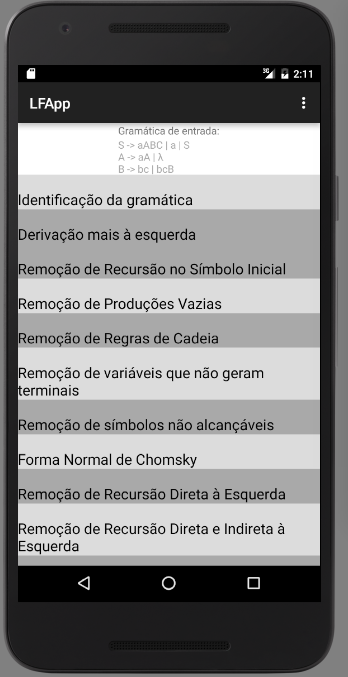 3G 2:11
LFApp
Gramática de entrada:
S -> aABC | a | S
A -> aA | λ
B -> bc | bcB
Identificação da gramática
Derivação mais à esquerda
Remoção de Recursão no Símbolo Inicial
Remoção de Produções Vazias
Remoção de Regras de Cadeia
Remoção de variáveis que não geram
terminais
Remoção de símbolos não alcançáveis
Forma Normal de Chomsky
Remoção de Recursão Direta à Esquerda
Remoção de Recursão Direta e Indireta à
Esquerda